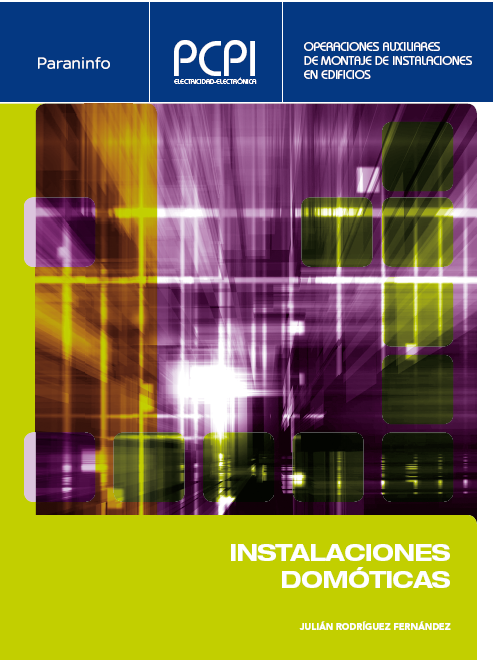 Paraninfo
PCPI
ELECTRICIDAD-ELECTRÓNICA
OPERACIONES AUXILIARES
DE MONTAJE DE INSTALACIONES
EN EDIFICIOS
INSTALACIONES
DOMÓTICAS
JULIÁN RODRÍGUEZ FERNÁNDEZ